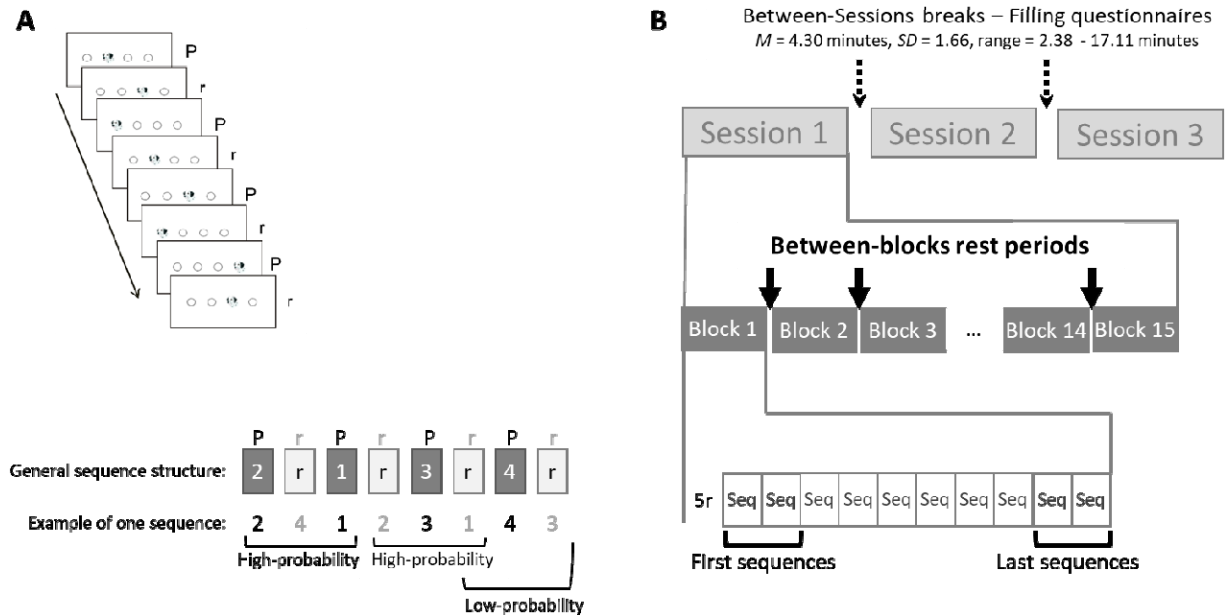 A
P
r
P
r
P
r
P
r
P r P r P r P r
General sequence structure: 2 r 1 r 3 r 4 r
Example of one sequence: 2 4 1 2 3 1 4 3
High-probability High-probability
Low-probability
B
Between-Sessions breaks – Filling questionnaires
M = 4.30 minutes, SD = 1.66, range = 2.38 - 17.11 minutes
Session 1 Session 2 Session 3
Between-blocks rest periods
Block 1 Block 2 Block 3 ... Block 14 Block 15
5r Seq Seq Seq Seq Seq Seq Seq Seq Seq Seq
First sequences Last sequences